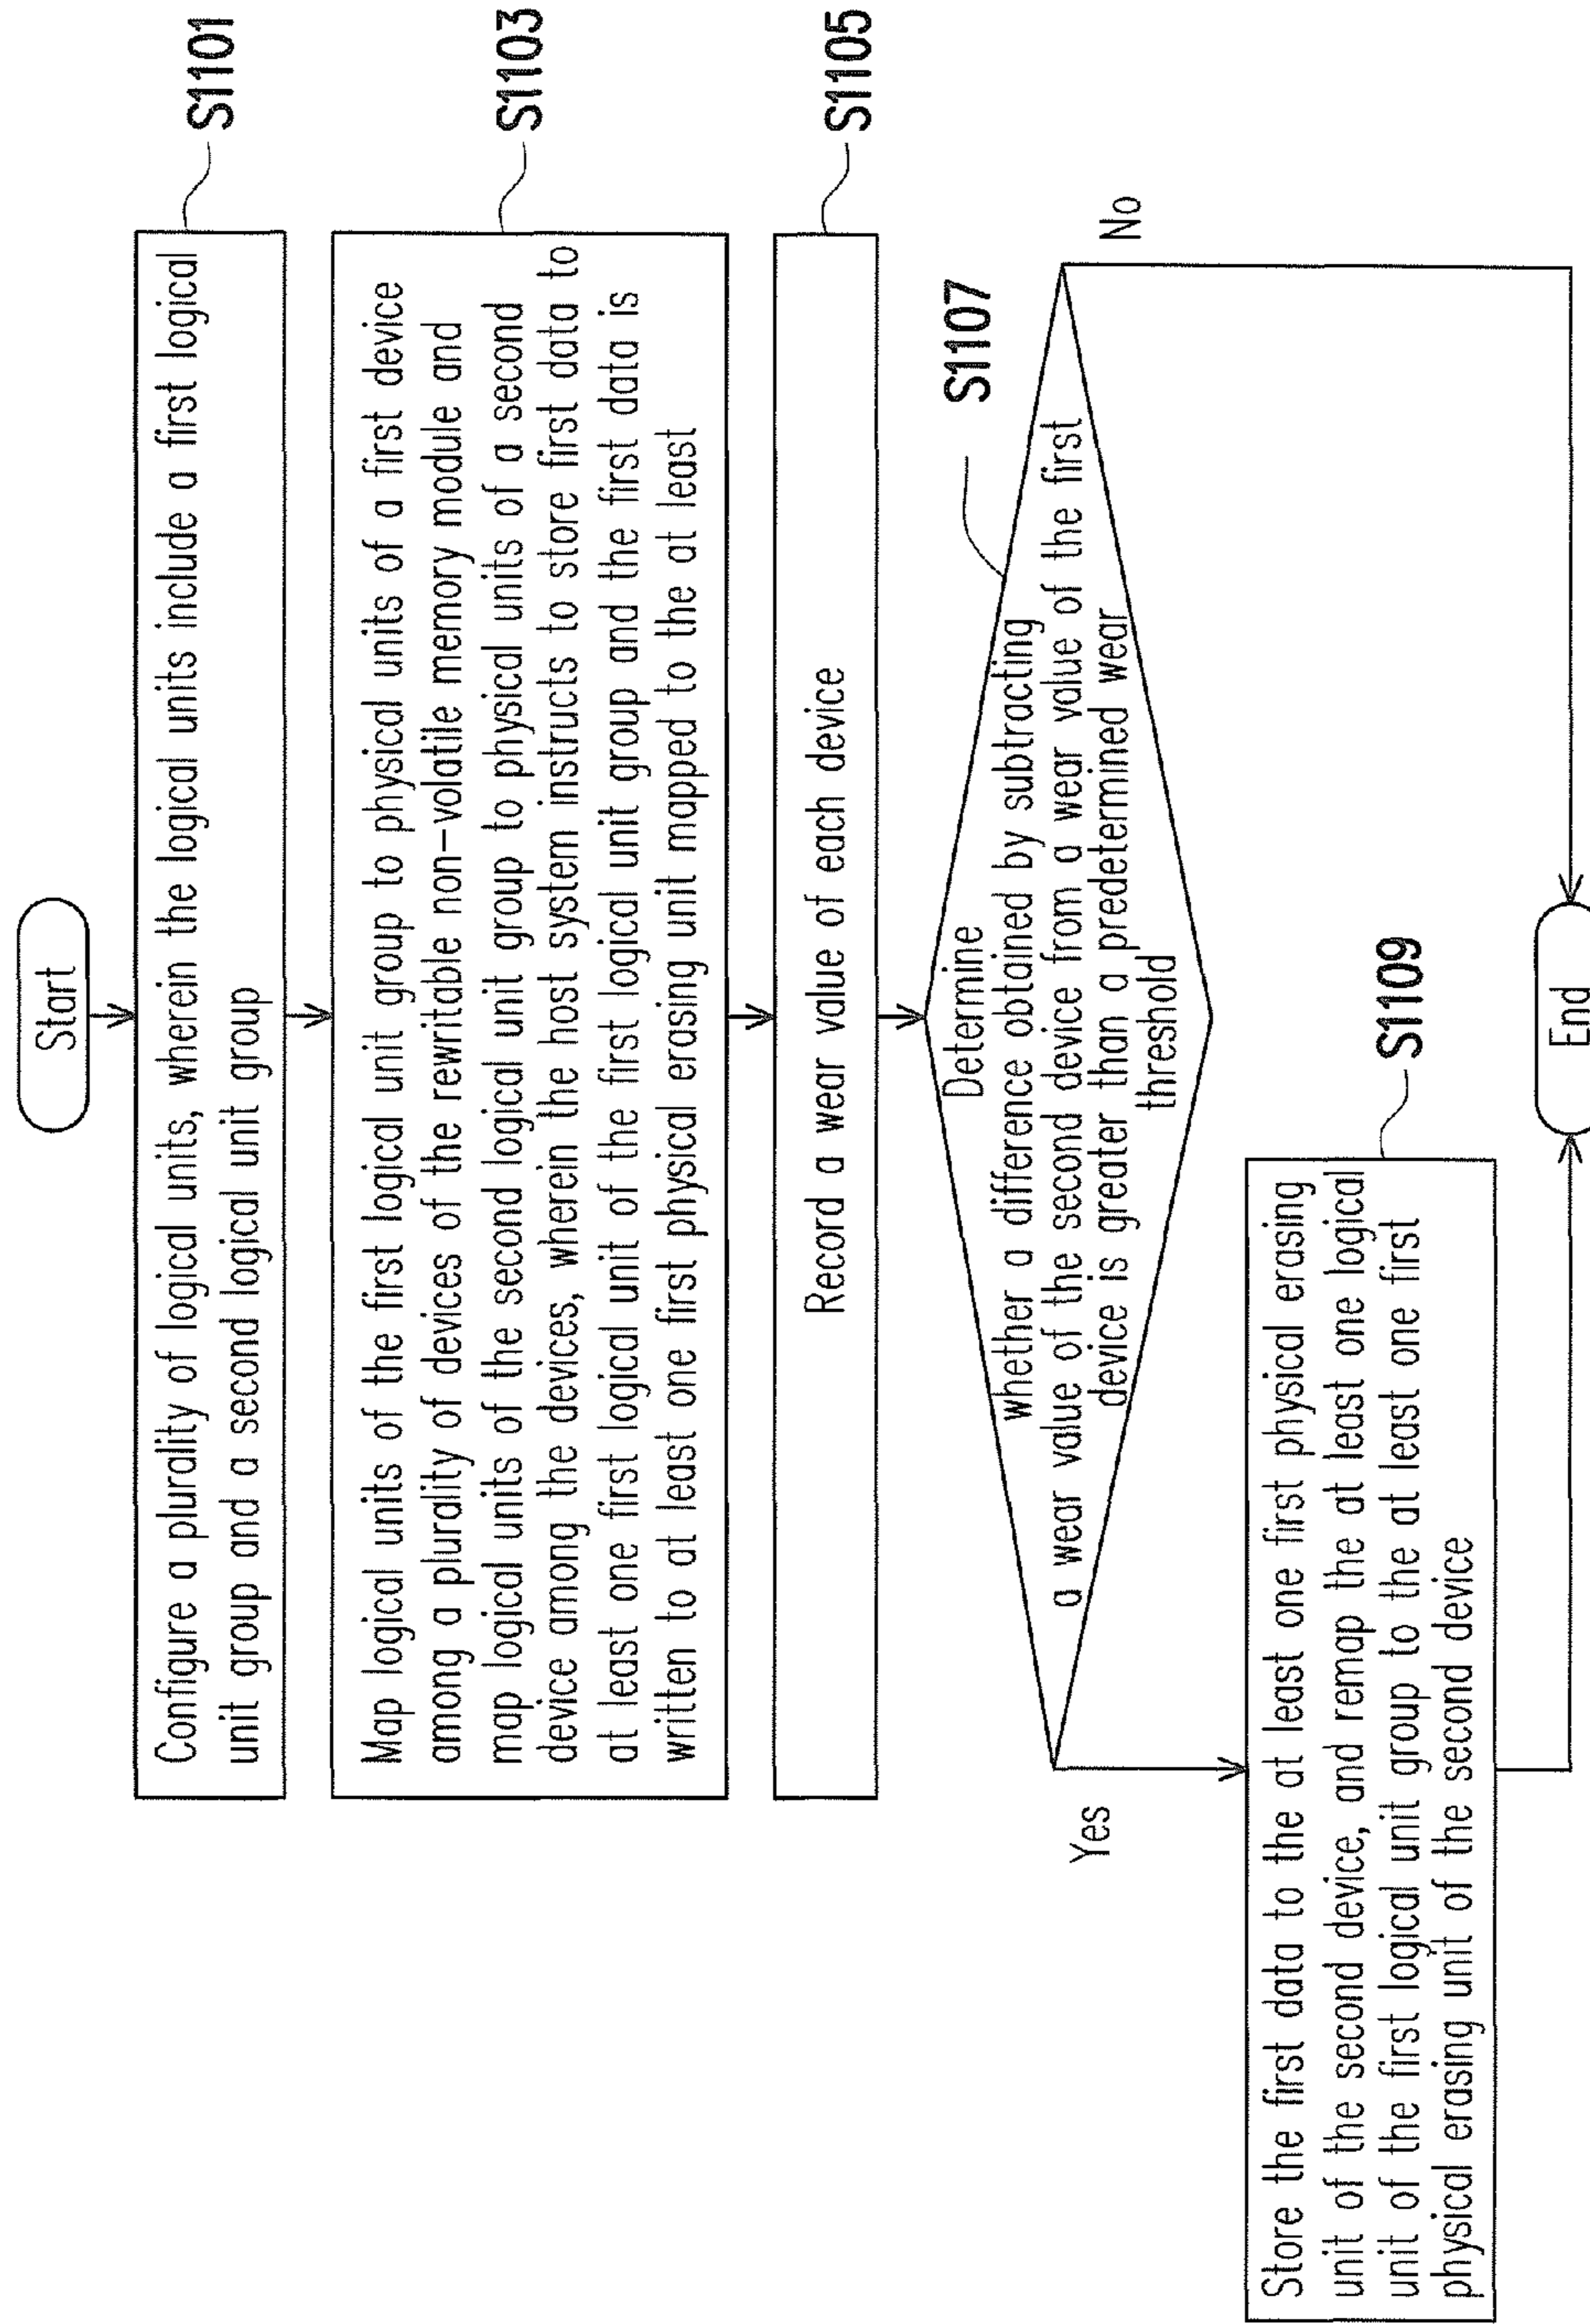 Start
Configure a plurality of logical units, wherein the logical units include a first logical
unit group and a second logical unit group
S1101
Map logical units of the first logical unit group to physical units of a first device
among a plurality of devices of the rewritable non-volatile memory module and
map logical units of the second logical unit group to physical units of a second
device among the devices, wherein the host system instructs to store first data to
at least one first logical unit of the first logical unit group and the first data is
written to at least one first physical erasing unit mapped to the at least
S1103
Record a wear value of each device
S1105
Determine
whether a difference obtained by subtracting
a wear value of the second device from a wear value of the first
device is greater than a predetermined wear
threshold
S1107
Yes
No
Store the first data to the at least one first physical erasing
unit of the second device, and remap the at least one logical
unit of the first logical unit group to the at least one first
physical erasing unit of the second device
S1109
End